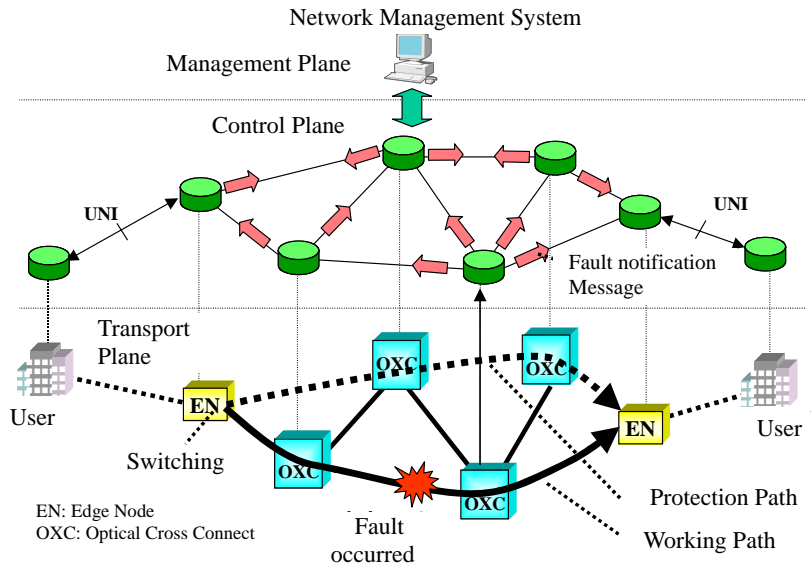 Network Management System
Management Plane
Control Plane
UNI
UNI
Fault notification
Message
Transport
Plane
OXC
OXC
User
EN
EN
User
Switching
OXC
OXC
Protection Path
EN: Edge Node
OXC: Optical Cross Connect
Fault
occurred
Working Path